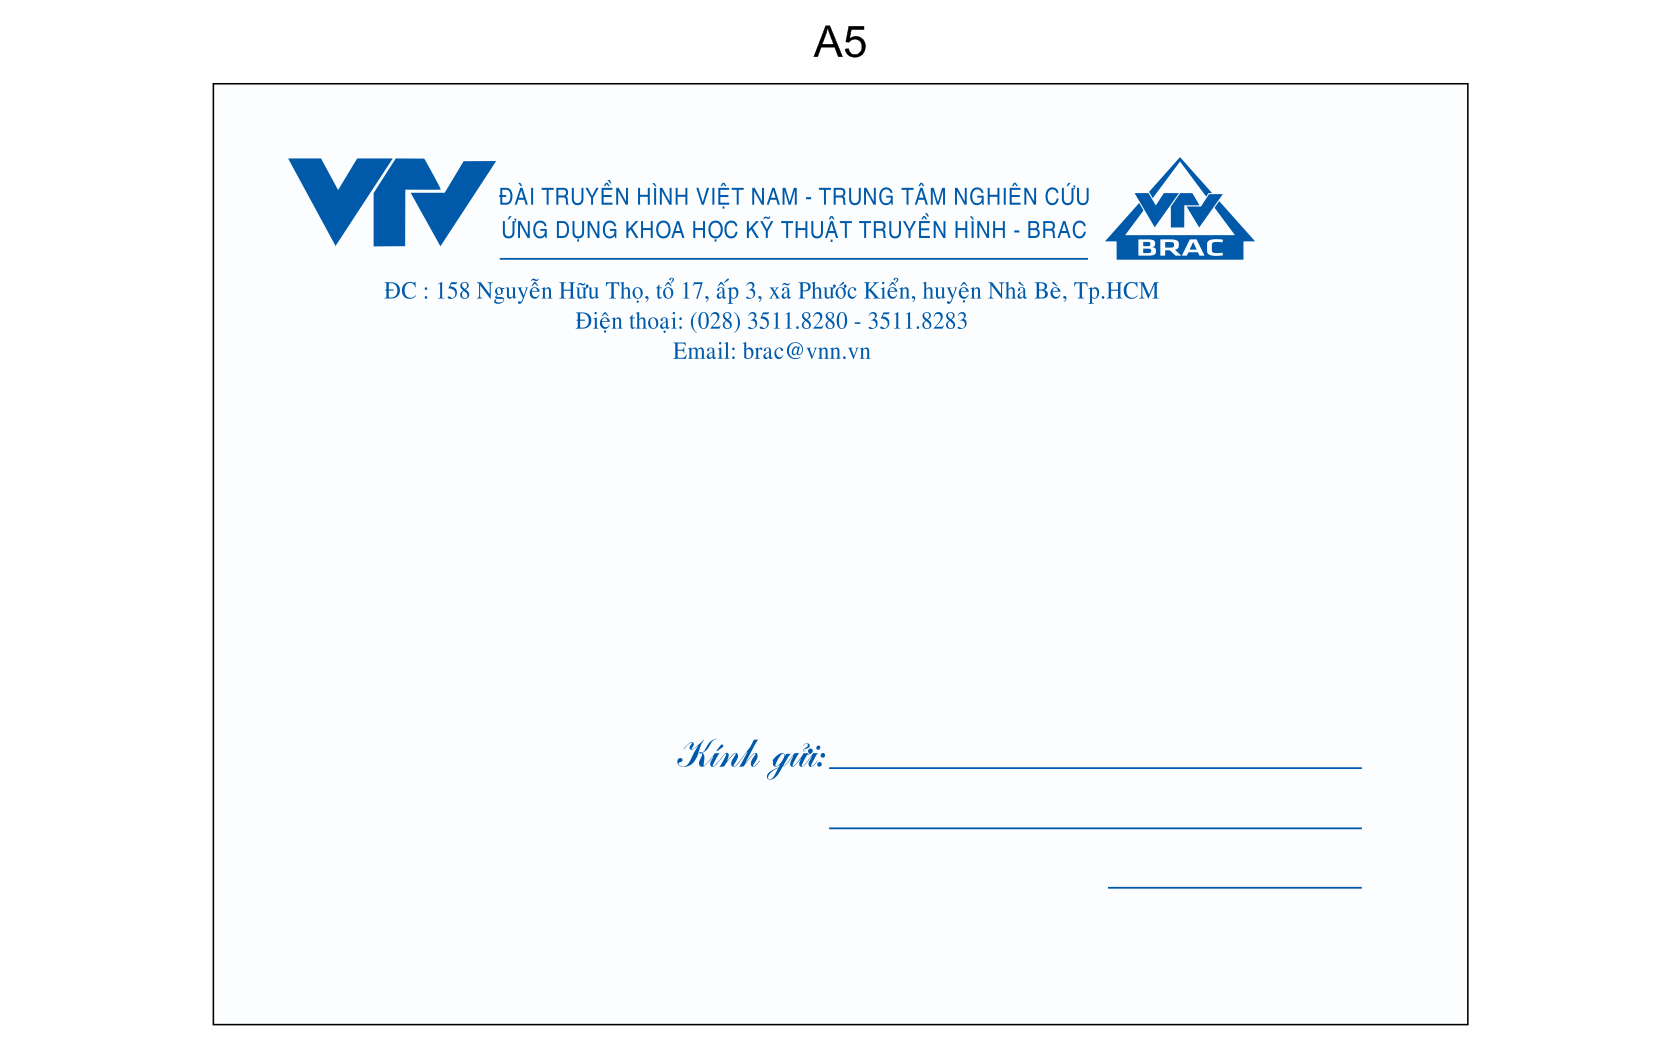 A5
VTV
ĐÀI TRUYỀN HÌNH VIỆT NAM - TRUNG TÂM NGHIÊN CỨU
ỨNG DỤNG KHOA HỌC KỸ THUẬT TRUYỀN HÌNH - BRAC
VTV
BRAC
ĐC : 158 Nguyễn Hữu Thọ, tổ 17, ấp 3, xã Phước Kiển, huyện Nhà Bè, Tp.HCM
Điện thoại: (028) 3511.8280 - 3511.8283
Email: brac@vnn.vn
Kính gửi: